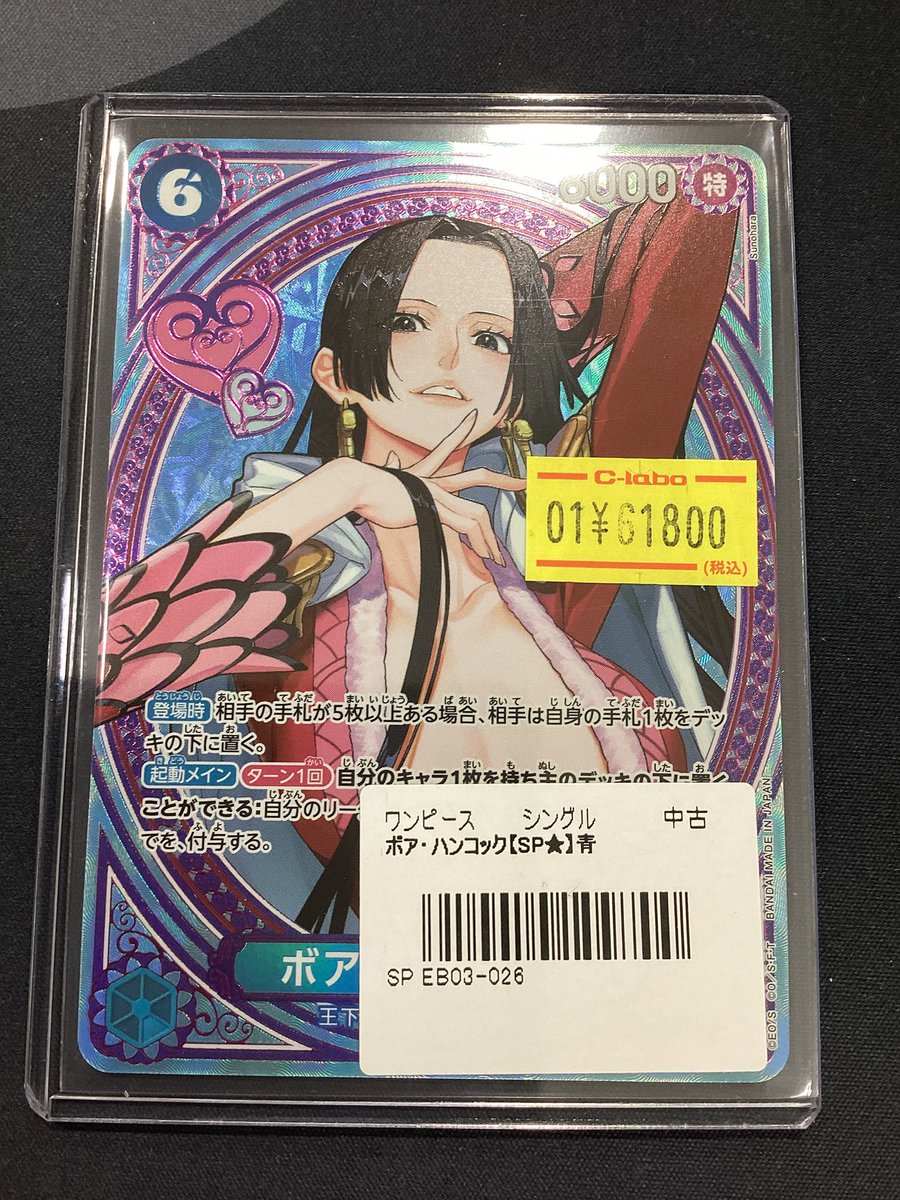 6
8000
特
Sunohara
C-labo
01¥61800
(税込)
登場時 相手の手札が5枚以上ある場合、相手は自身の手札1枚をデッ
キの下に置く。
起動メイン ターン1回 自分のキャラ1枚を持ち主のデッキの下に置く
ことができる:自分のリー
でを、付与する。
ワンピース シングル 中古
ボア・ハンコック【SP★】青
SP EB03-026
ボア
王下
©E.O./S. ©O./S.・F・T BANDAI MADE IN JAPAN